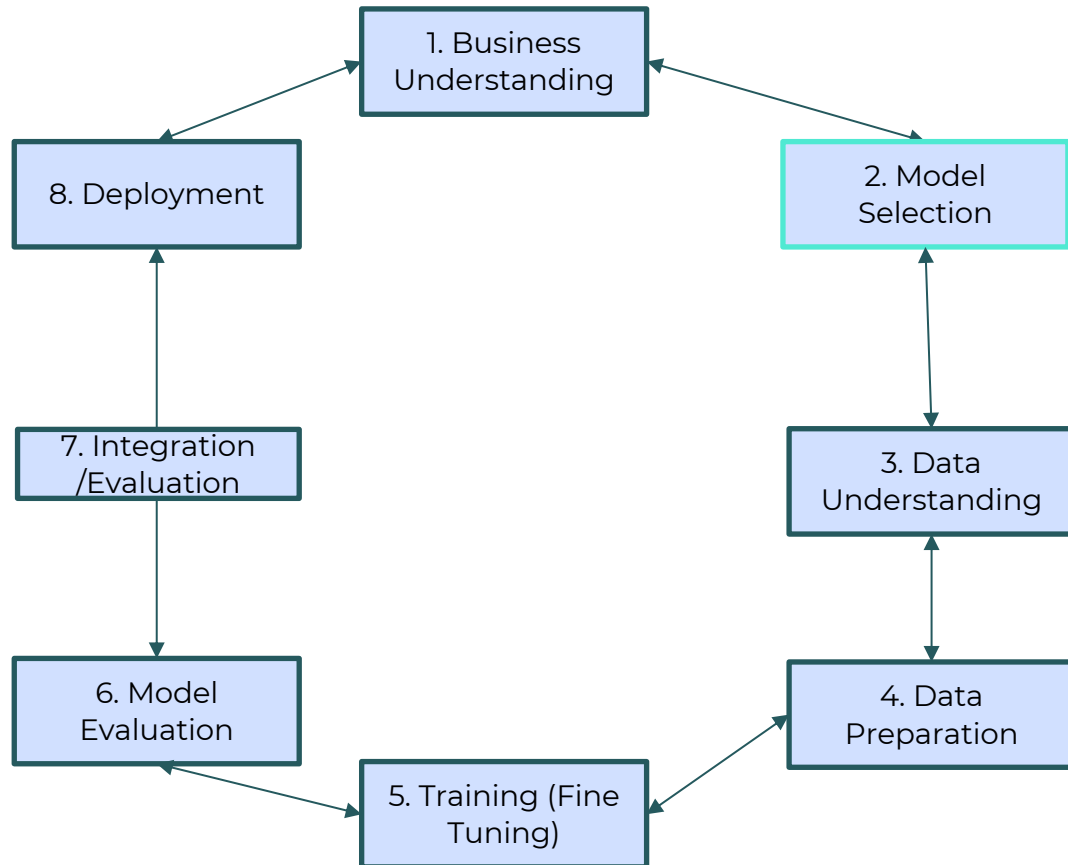 1. Business
Understanding
2. Model
Selection
3. Data
Understanding
4. Data
Preparation
5. Training (Fine
Tuning)
6. Model
Evaluation
7. Integration
/Evaluation
8. Deployment